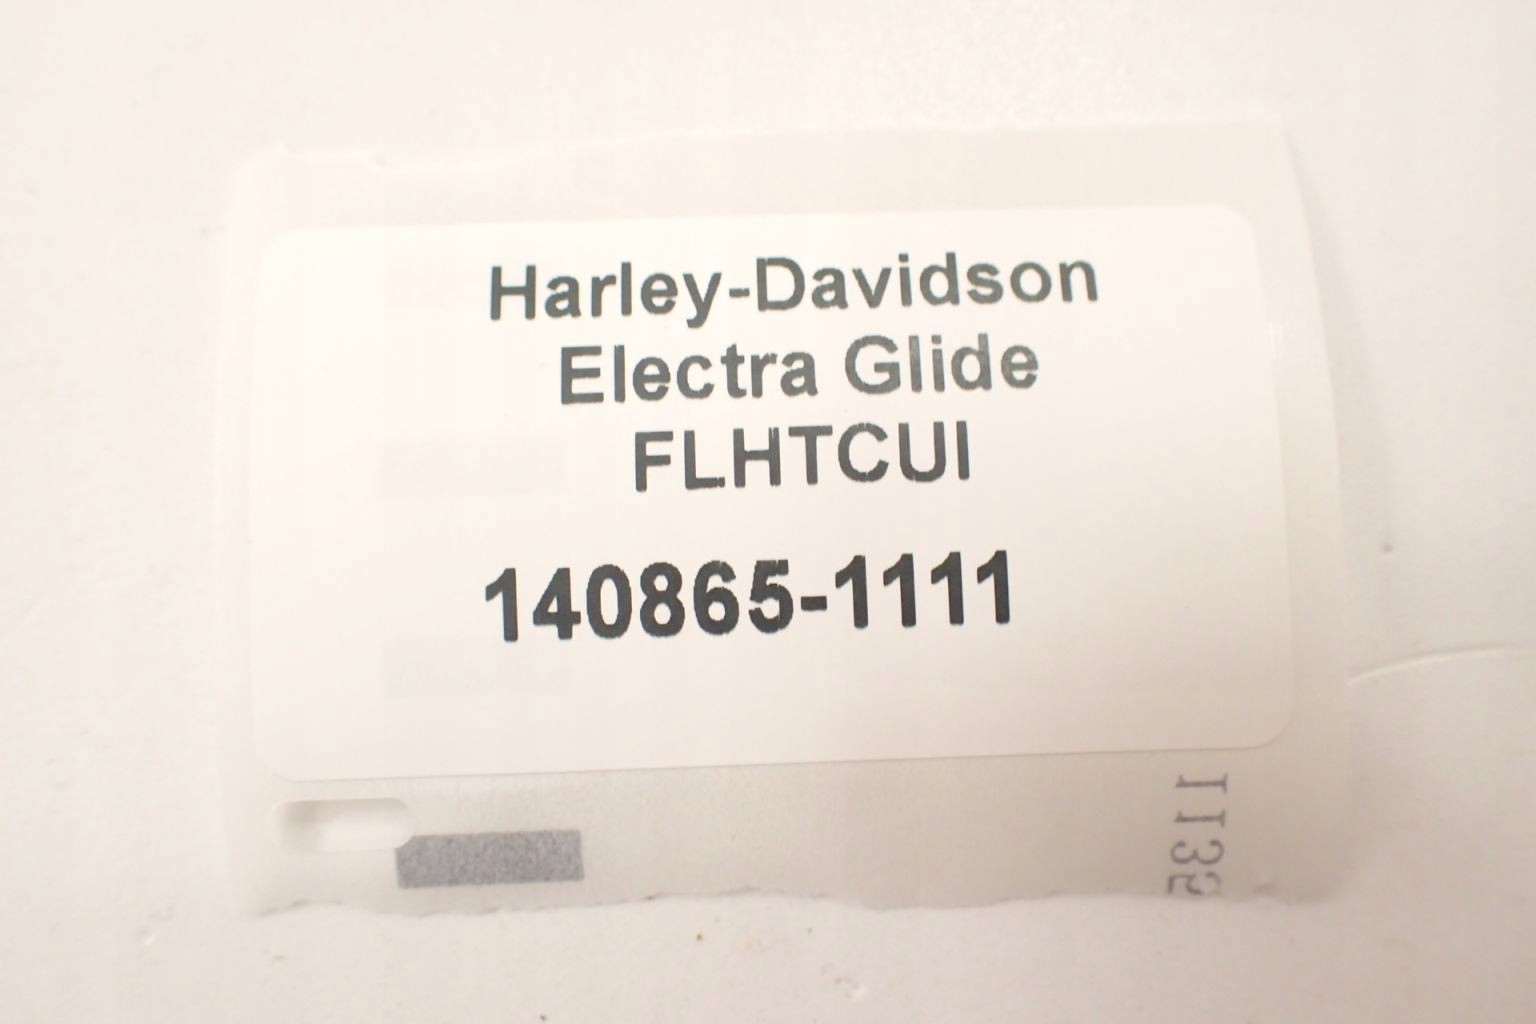 Harley-Davidson
Electra Glide
FLHTCUI
140865-1111